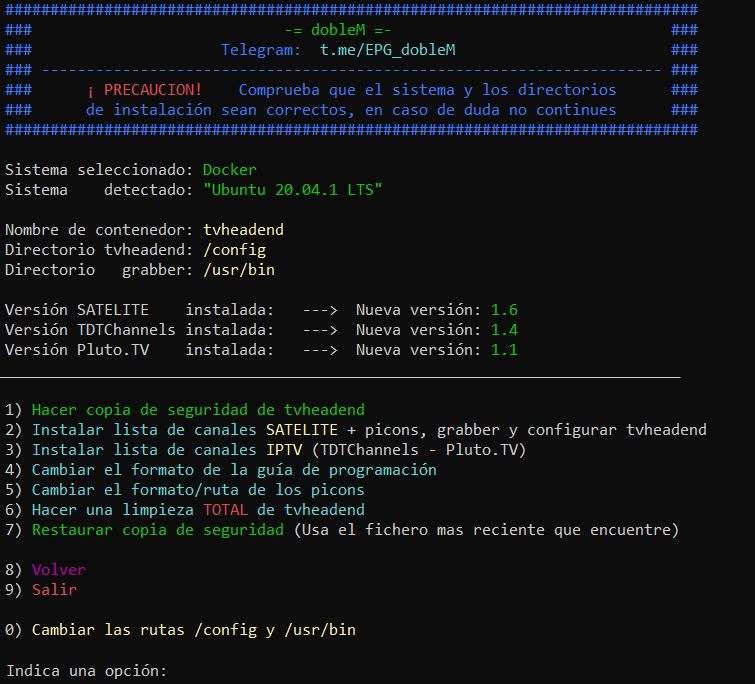 #############################################################################
### -= dobleM =- ###
### Telegram: t.me/EPG_dobleM ###
### --------------------------------------------------------------------- ###
### ¡ PRECAUCION! Comprueba que el sistema y los directorios ###
### de instalación sean correctos, en caso de duda no continues ###
#############################################################################
Sistema seleccionado: Docker
Sistema detectado: "Ubuntu 20.04.1 LTS"
Nombre de contenedor: tvheadend
Directorio tvheadend: /config
Directorio grabber: /usr/bin
Versión SATELITE instalada: ---> Nueva versión: 1.6
Versión TDTChannels instalada: ---> Nueva versión: 1.4
Versión Pluto.TV instalada: ---> Nueva versión: 1.1
1) Hacer copia de seguridad de tvheadend
2) Instalar lista de canales SATELITE + picons, grabber y configurar tvheadend
3) Instalar lista de canales IPTV (TDTChannels - Pluto.TV)
4) Cambiar el formato de la guía de programación
5) Cambiar el formato/ruta de los picons
6) Hacer una limpieza TOTAL de tvheadend
7) Restaurar copia de seguridad (Usa el fichero mas reciente que encuentre)
8) Volver
9) Salir
0) Cambiar las rutas /config y /usr/bin
Indica una opción: